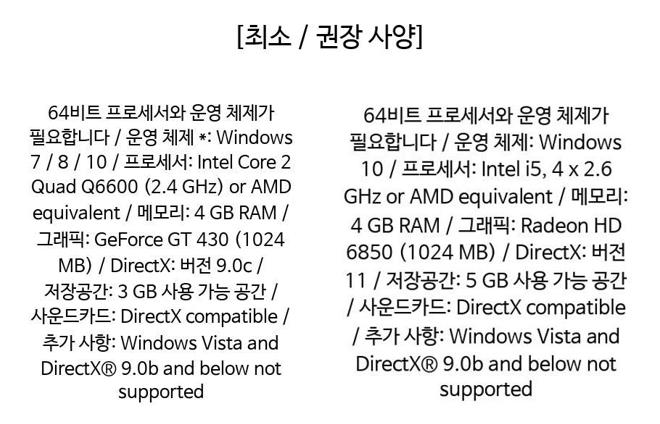 [최소 / 권장 사양]
64비트 프로세서와 운영 체제가
필요합니다 / 운영 체제 *: Windows
7 / 8 / 10 / 프로세서: Intel Core 2
Quad Q6600 (2.4 GHz) or AMD
equivalent / 메모리: 4 GB RAM /
그래픽: GeForce GT 430 (1024
MB) / DirectX: 버전 9.0c /
저장공간: 3 GB 사용 가능 공간 /
사운드카드: DirectX compatible /
추가 사항: Windows Vista and
DirectX® 9.0b and below not
supported
64비트 프로세서와 운영 체제가
필요합니다 / 운영 체제: Windows
10 / 프로세서: Intel i5, 4 x 2.6
GHz or AMD equivalent / 메모리:
4 GB RAM / 그래픽: Radeon HD
6850 (1024 MB) / DirectX: 버전
11 / 저장공간: 5 GB 사용 가능 공간
/ 사운드카드: DirectX compatible
/ 추가 사항: Windows Vista and
DirectX® 9.0b and below not
supported